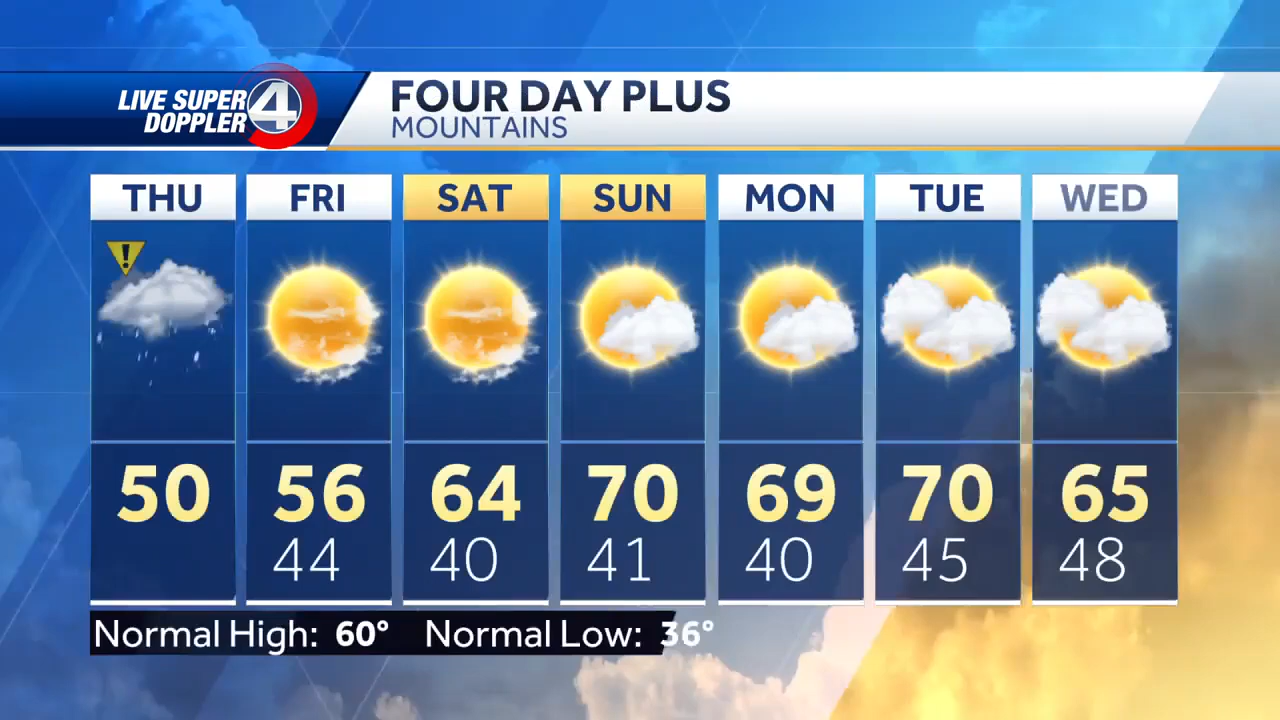 LIVE SUPER
DOPPLER 4
FOUR DAY PLUS
MOUNTAINS
THU FRI SAT SUN MON TUE WED
!
50 56 64 70 69 70 65
44 40 41 40 45 48
Normal High: 60° Normal Low: 36°